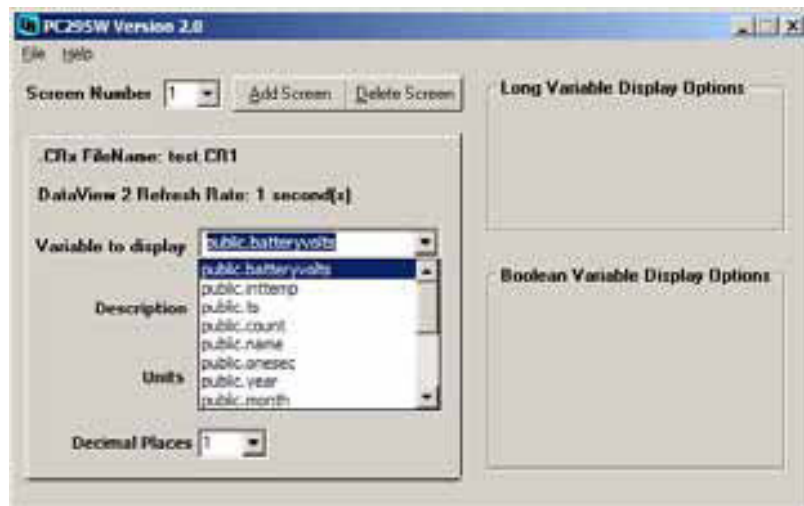 PC295W Version 2.0
File Help
Screen Number 1 Add Screen Delete Screen
.CRx FileName: test CR1
DataView 2 Refresh Rate: 1 second(s)
Variable to display public.batteryvolts
public.batteryvolts
public.inttemp
public.ts
public.count
public.name
public.onesec
public.year
public.month
Description
Units
Decimal Places 1
Long Variable Display Options
Boolean Variable Display Options